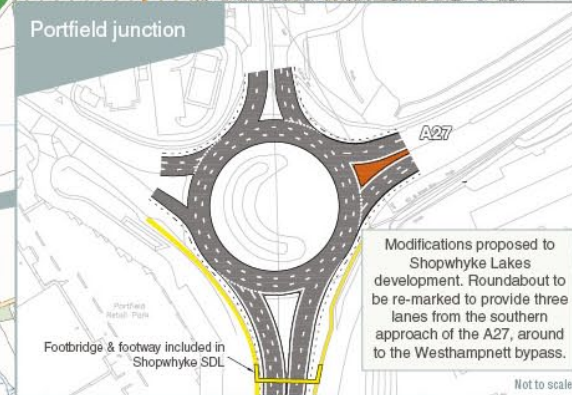 Portfield junction
A27
Modifications proposed to
Shopwhyke Lakes
development. Roundabout to
be re-marked to provide three
lanes from the southern
approach of the A27, around
to the Westhampnett bypass.
Portfield
Retail Park
Footbridge & footway included in
Shopwhyke SDL
Not to scale